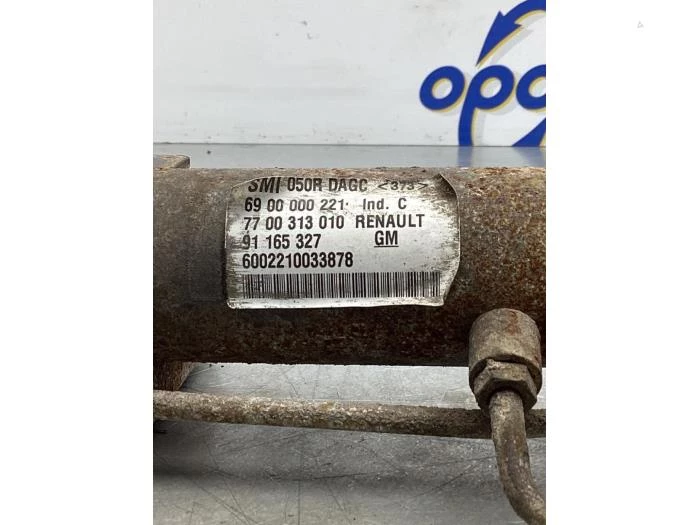 opa
SMI 050R DAGC <373>
69 00 000 221· Ind. C
77 00 313 010 RENAULT
91 165 327 GM
6002210033878